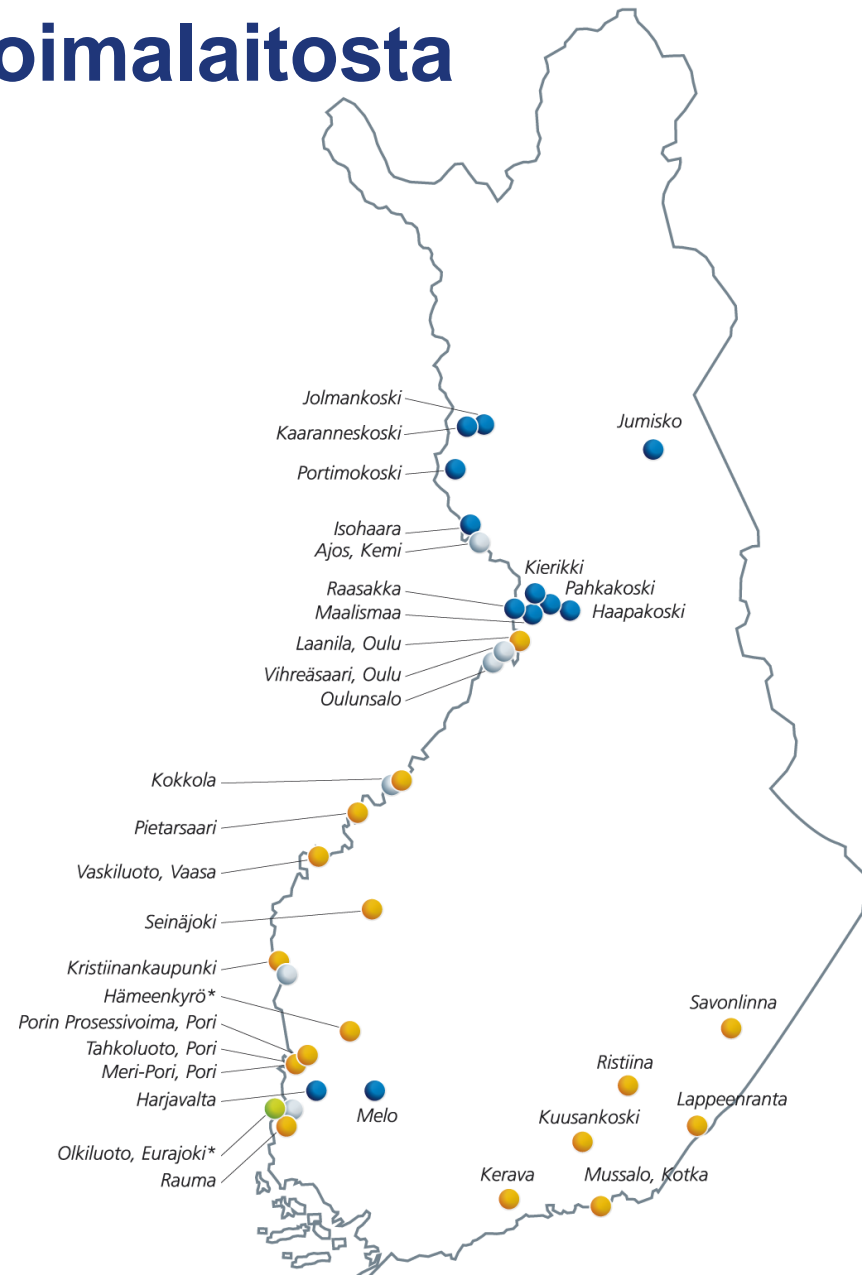 oimalaitosta
Jolmankoski
Kaaranneskoski
Jumisko
Portimokoski
Isohaara
Ajos, Kemi
Kierikki
Raasakka
Pahkakoski
Maalismaa
Haapakoski
Laanila, Oulu
Vihreäsaari, Oulu
Oulunsalo
Kokkola
Pietarsaari
Vaskiluoto, Vaasa
Seinäjoki
Kristiinankaupunki
Hämeenkyrö*
Savonlinna
Porin Prosessivoima, Pori
Tahkoluoto, Pori
Meri-Pori, Pori
Ristiina
Harjavalta
Lappeenranta
Melo
Kuusankoski
Olkiluoto, Eurajoki*
Rauma
Kerava
Mussalo, Kotka